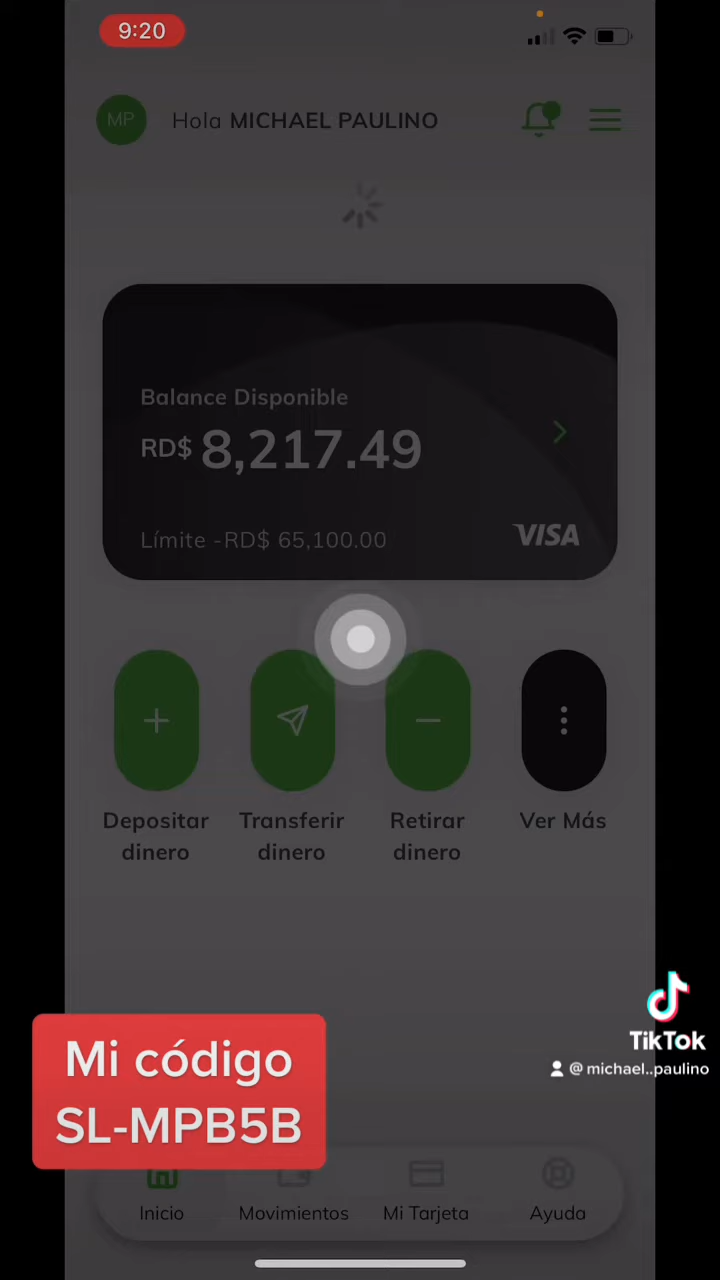 9:20
MP
Hola MICHAEL PAULINO
Balance Disponible
RD$ 8,217.49
Límite -RD$ 65,100.00
VISA
Depositar dinero
Transferir dinero
Retirar dinero
Ver Más
TikTok
@michael..paulino
Mi código
SL-MPB5B
Inicio
Movimientos
Mi Tarjeta
Ayuda